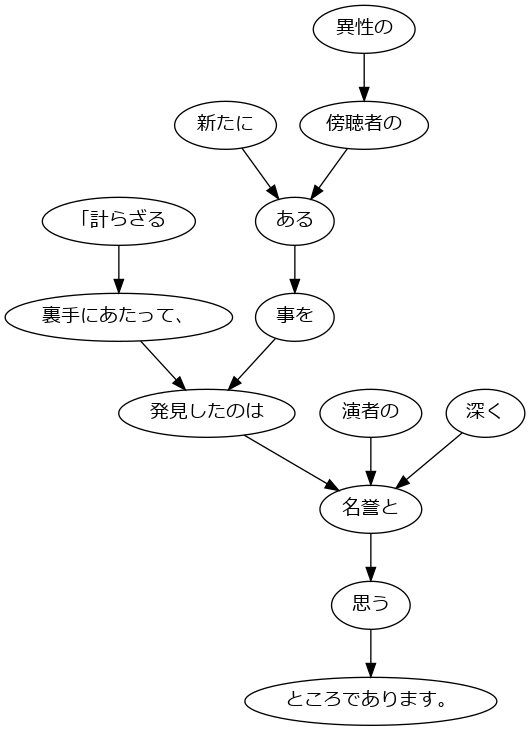 異性の
新たに
傍聴者の
「計らざる
ある
裏手にあたって、
事を
発見したのは
演者の
深く
名誉と
思う
ところであります。